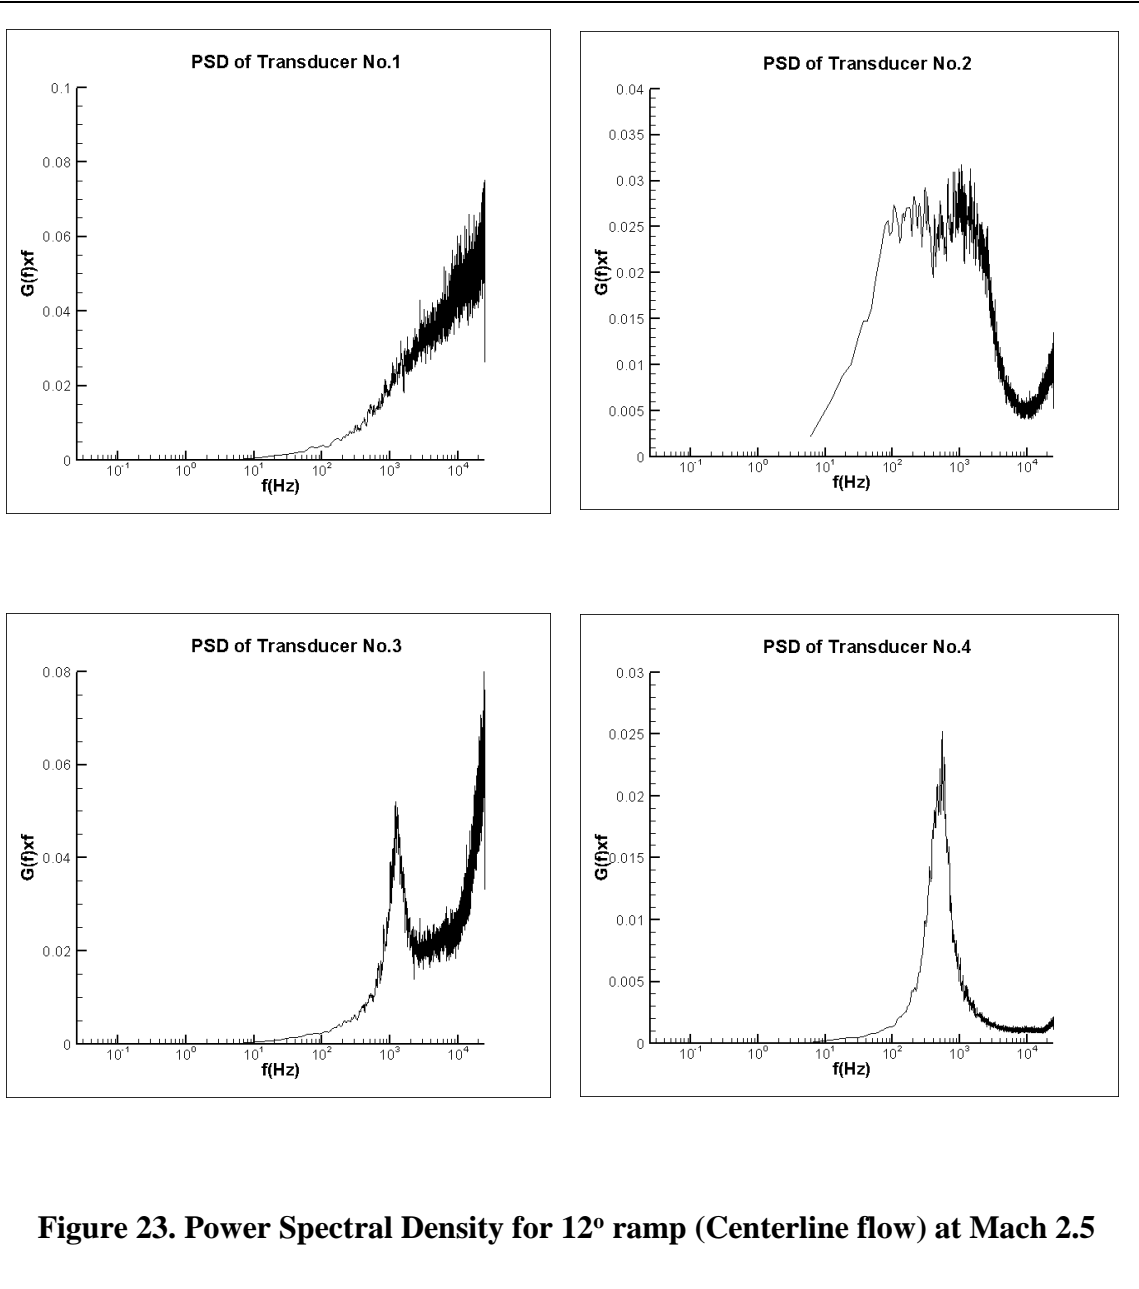 PSD of Transducer No.1
0.1
0.08
0.06
0.04
0.02
0
G(f)xf
10⁻¹ 10⁰ 10¹ 10² 10³ 10⁴
f(Hz)
PSD of Transducer No.2
0.04
0.035
0.03
0.025
0.02
0.015
0.01
0.005
0
G(f)xf
10⁻¹ 10⁰ 10¹ 10² 10³ 10⁴
f(Hz)
PSD of Transducer No.3
0.08
0.06
0.04
0.02
0
G(f)xf
10⁻¹ 10⁰ 10¹ 10² 10³ 10⁴
f(Hz)
PSD of Transducer No.4
0.03
0.025
0.02
0.015
0.01
0.005
0
G(f)xf
10⁻¹ 10⁰ 10¹ 10² 10³ 10⁴
f(Hz)
Figure 23. Power Spectral Density for 12º ramp (Centerline flow) at Mach 2.5